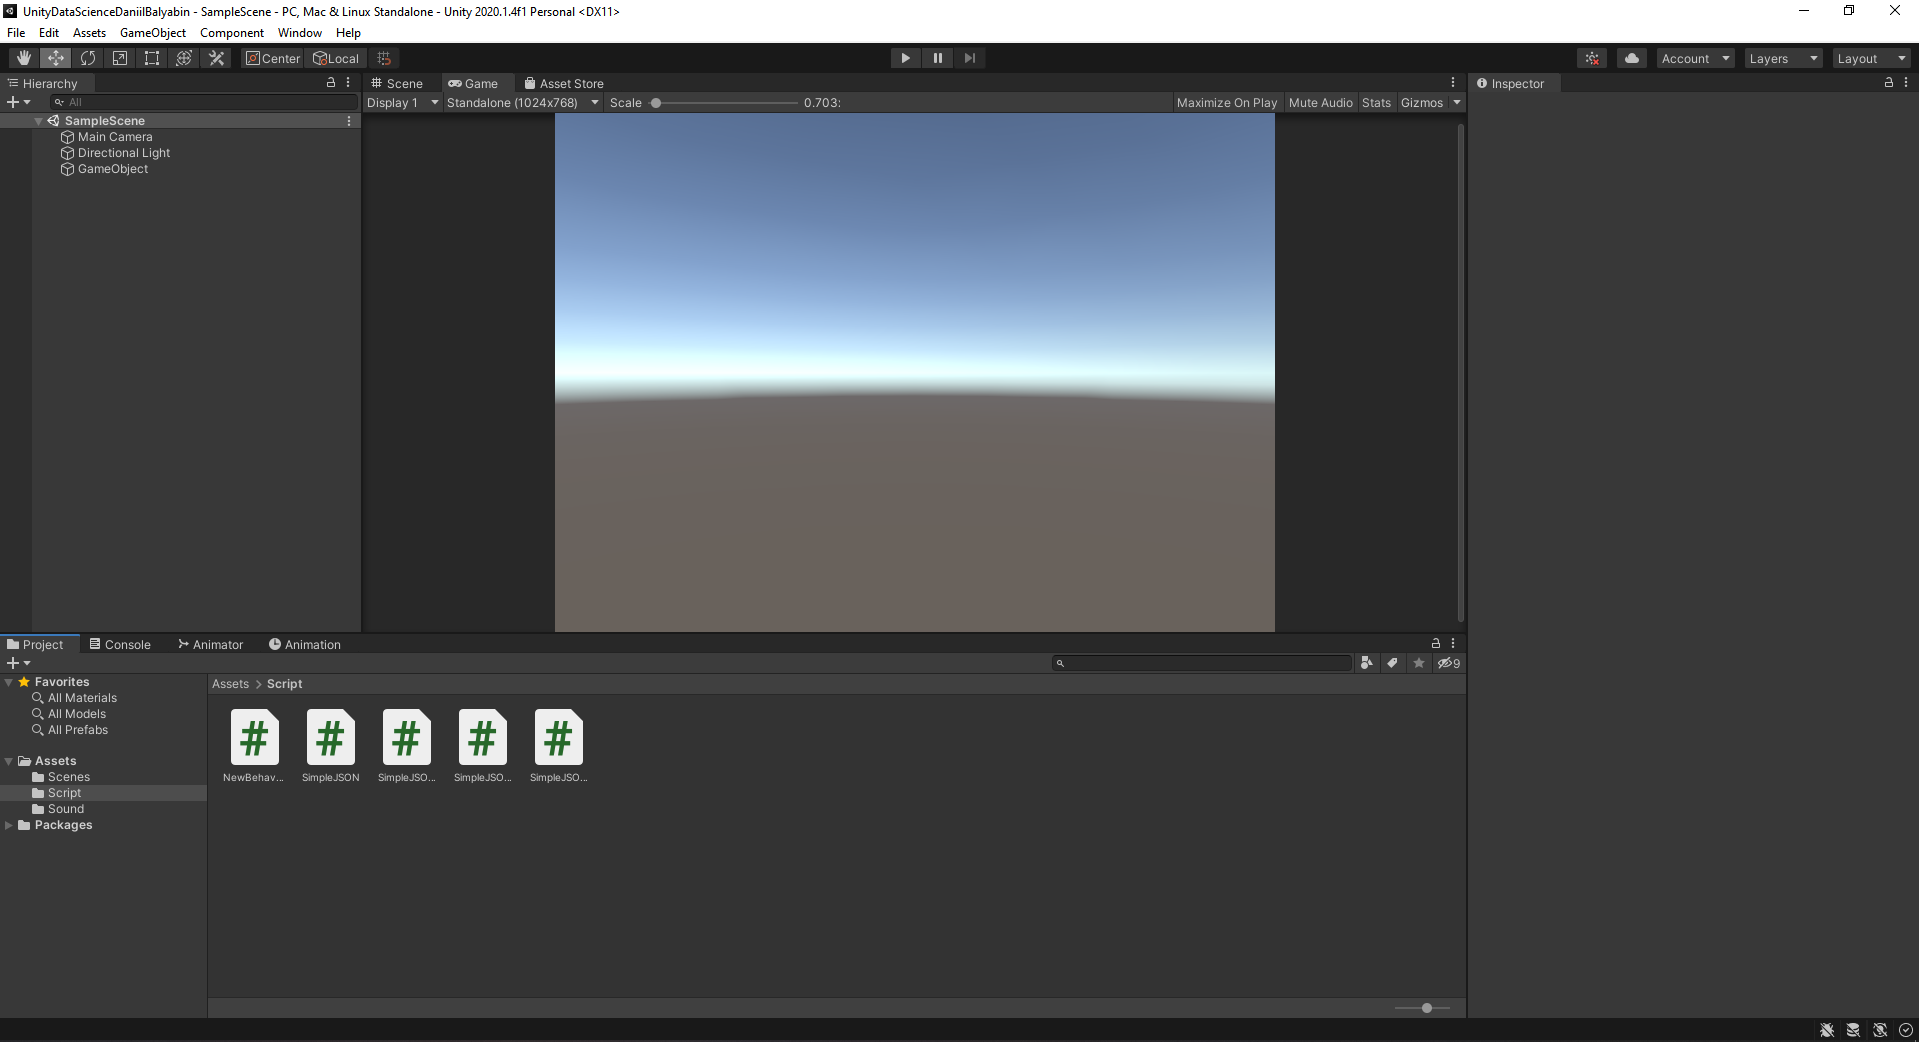 UnityDataScienceDaniilBalyabin - SampleScene - PC, Mac & Linux Standalone - Unity 2020.1.4f1 Personal <DX11>
File Edit Assets GameObject Component Window Help
Center Local Account Layers Layout
Hierarchy
All
SampleScene
Main Camera
Directional Light
GameObject
Scene Game Asset Store
Display 1 Standalone (1024x768) Scale 0.703: Maximize On Play Mute Audio Stats Gizmos
Inspector
Project Console Animator Animation
9
Favorites
All Materials
All Models
All Prefabs
Assets
Scenes
Script
Sound
Packages
Assets > Script
NewBehav... SimpleJSON SimpleJSO... SimpleJSO... SimpleJSO...